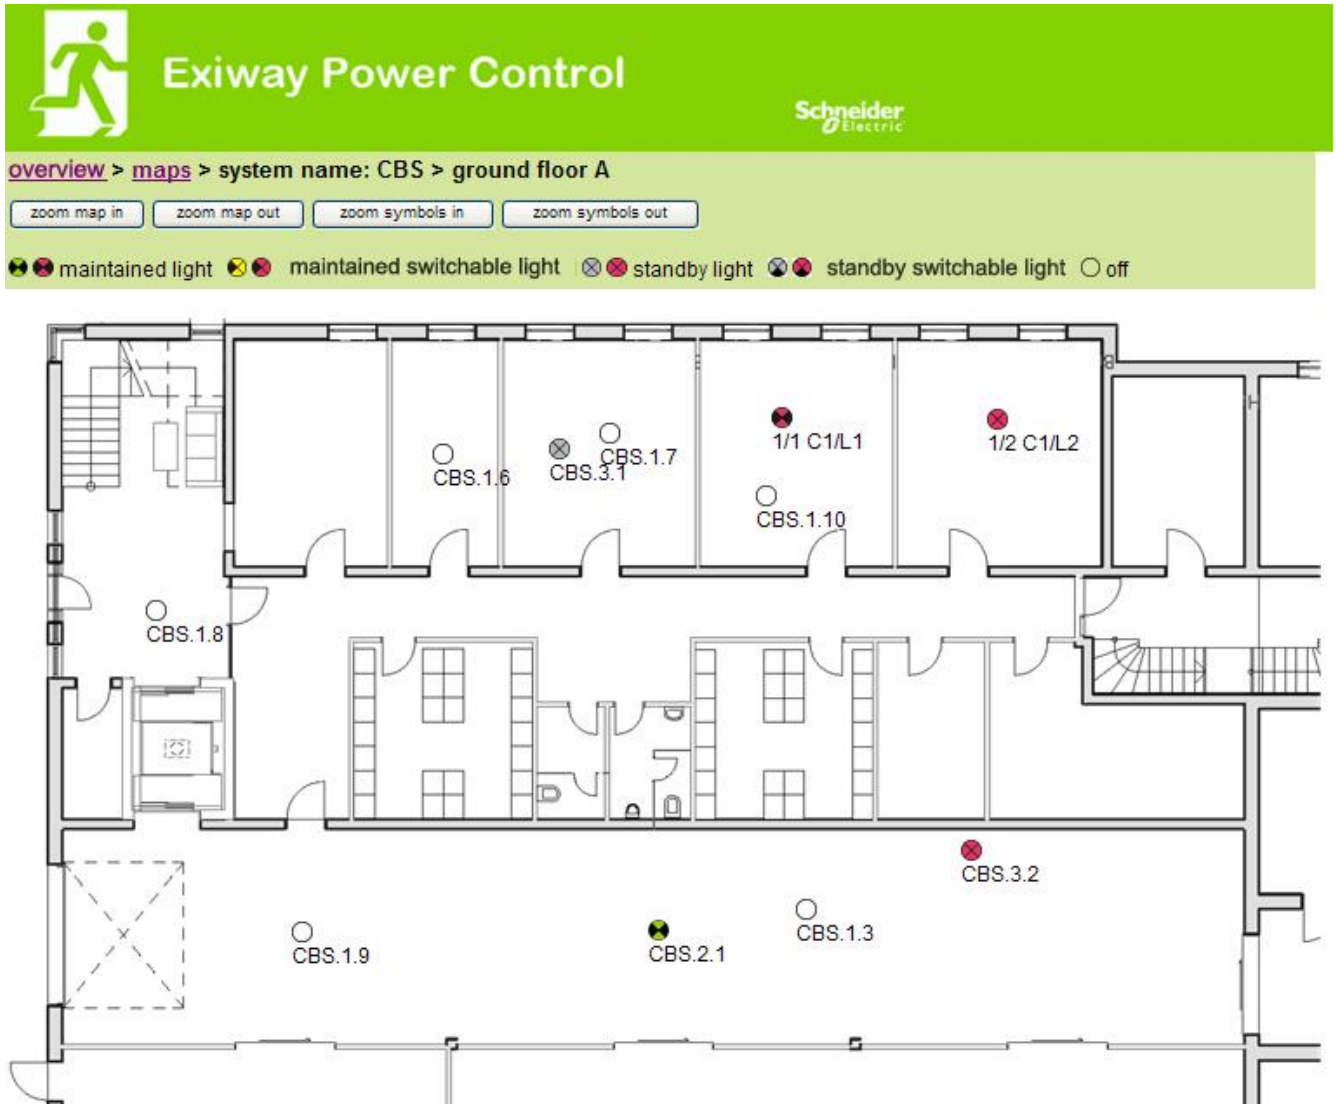 Exiway Power Control
Schneider
Electric
overview > maps > system name: CBS > ground floor A
zoom map in zoom map out zoom symbols in zoom symbols out
maintained light maintained switchable light standby light standby switchable light off
1/1 C1/L1
1/2 C1/L2
CBS.1.6
CBS.3.1
CBS.1.7
CBS.1.10
CBS.1.8
CBS.3.2
CBS.1.9
CBS.2.1
CBS.1.3